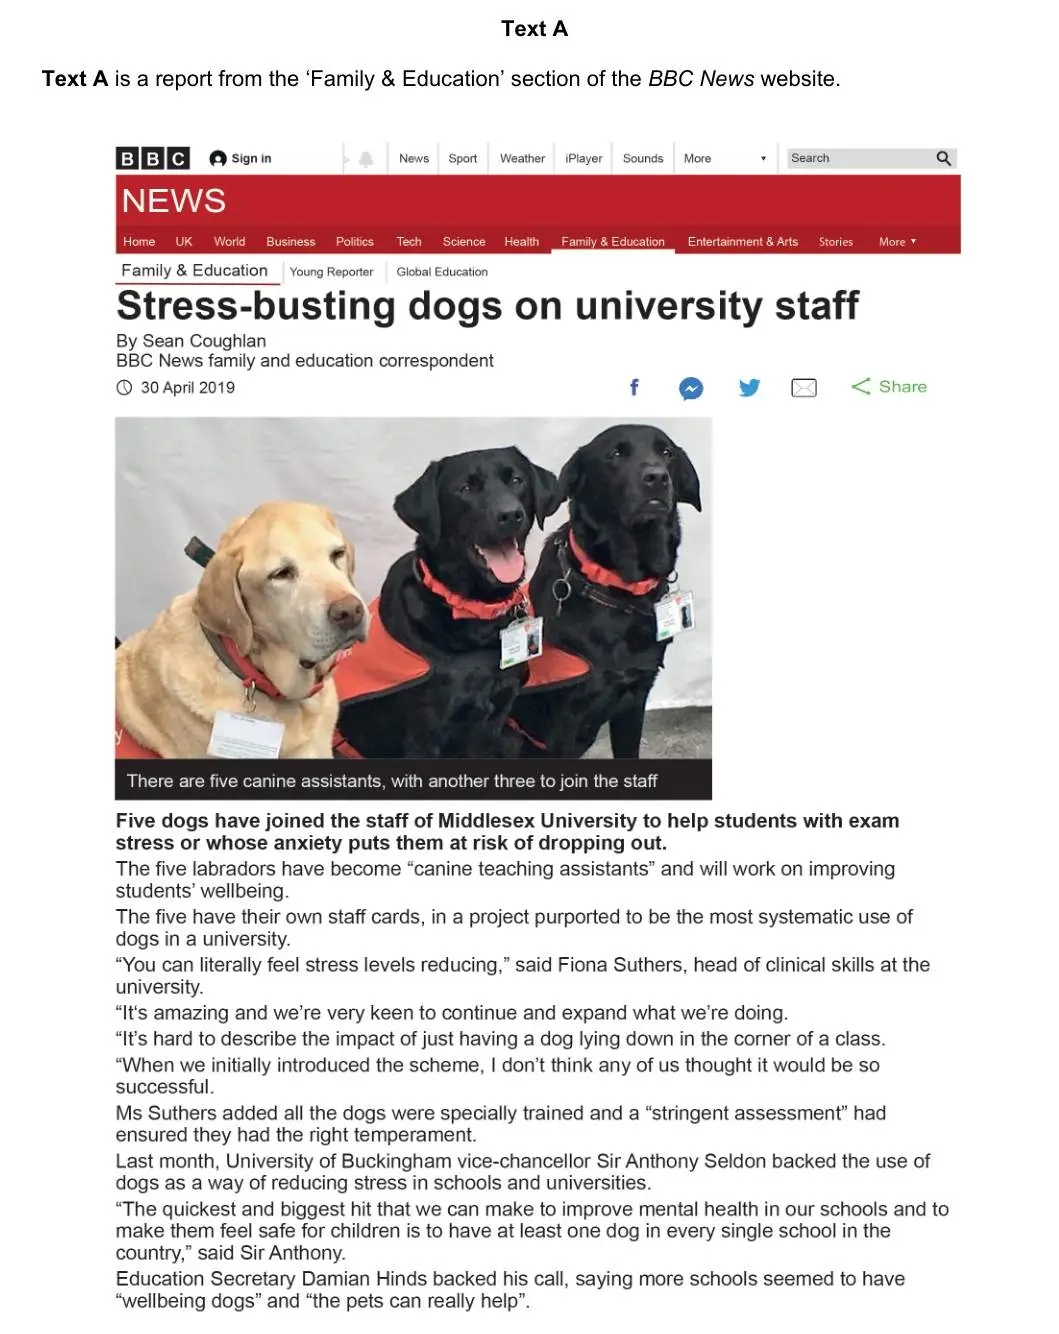 Text A
Text A is a report from the ‘Family & Education’ section of the BBC News website.
BBC Sign in News Sport Weather iPlayer Sounds More Search
NEWS
Home UK World Business Politics Tech Science Health Family & Education Entertainment & Arts Stories More
Family & Education Young Reporter Global Education
Stress-busting dogs on university staff
By Sean Coughlan
BBC News family and education correspondent
30 April 2019
Share
There are five canine assistants, with another three to join the staff
Five dogs have joined the staff of Middlesex University to help students with exam
stress or whose anxiety puts them at risk of dropping out.
The five labradors have become “canine teaching assistants” and will work on improving
students’ wellbeing.
The five have their own staff cards, in a project purported to be the most systematic use of
dogs in a university.
“You can literally feel stress levels reducing,” said Fiona Suthers, head of clinical skills at the
university.
“It‘s amazing and we’re very keen to continue and expand what we’re doing.
“It’s hard to describe the impact of just having a dog lying down in the corner of a class.
“When we initially introduced the scheme, I don’t think any of us thought it would be so
successful.
Ms Suthers added all the dogs were specially trained and a “stringent assessment” had
ensured they had the right temperament.
Last month, University of Buckingham vice-chancellor Sir Anthony Seldon backed the use of
dogs as a way of reducing stress in schools and universities.
“The quickest and biggest hit that we can make to improve mental health in our schools and to
make them feel safe for children is to have at least one dog in every single school in the
country,” said Sir Anthony.
Education Secretary Damian Hinds backed his call, saying more schools seemed to have
“wellbeing dogs” and “the pets can really help”.